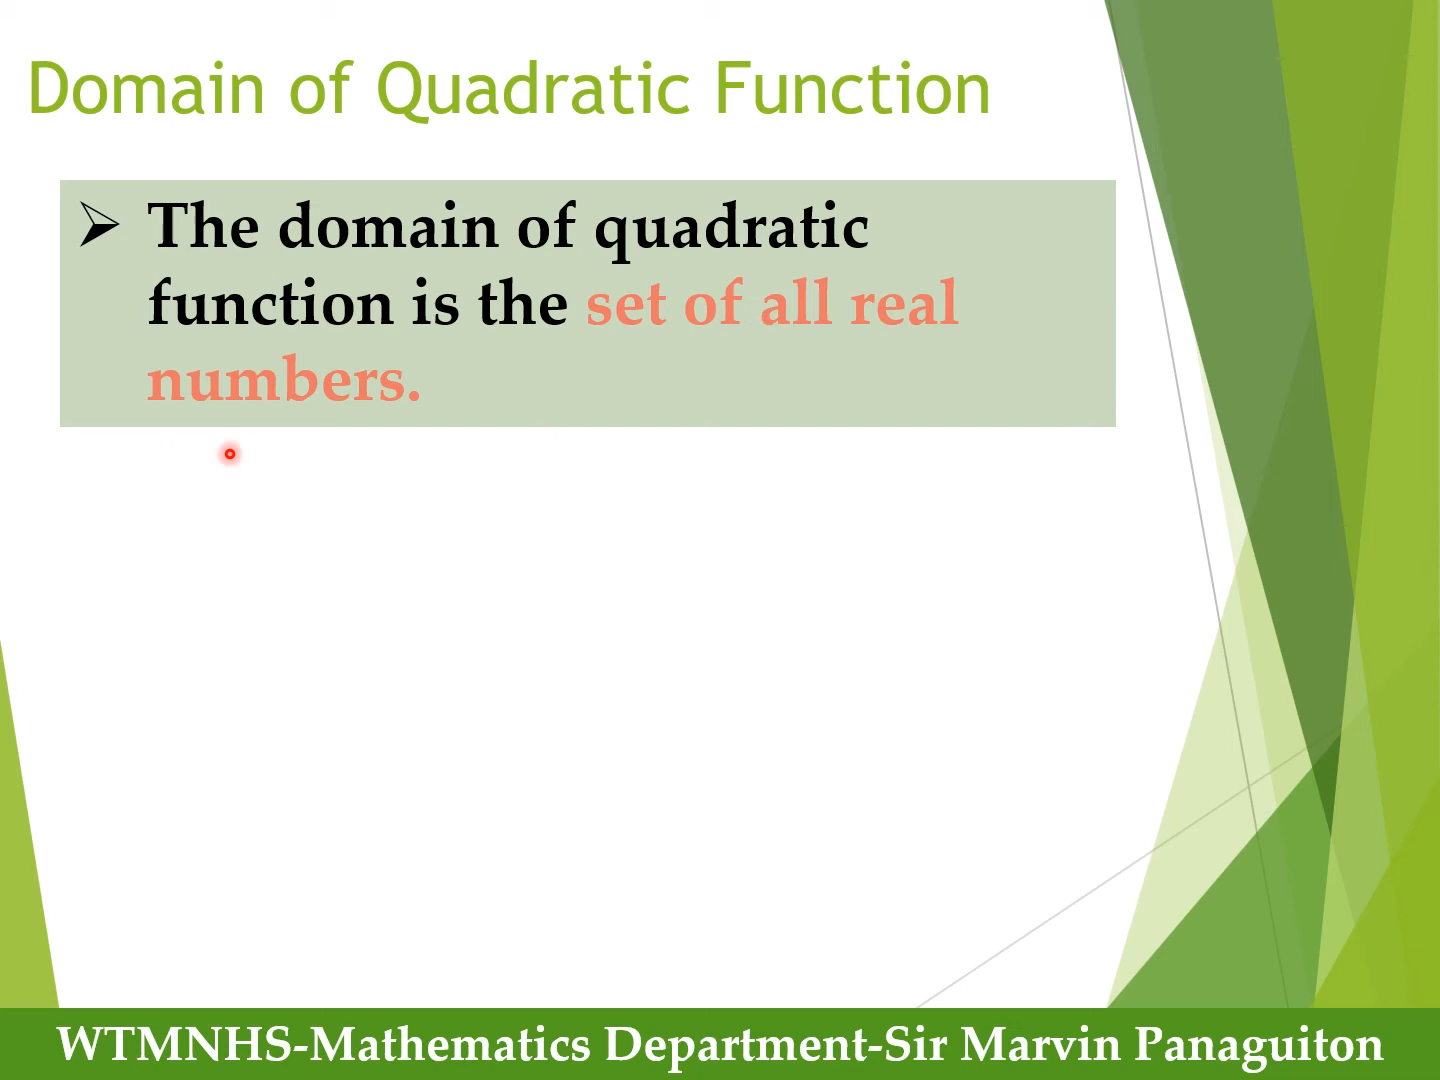 Domain of Quadratic Function
➢ The domain of quadratic
function is the set of all real
numbers.
WTMNHS-Mathematics Department-Sir Marvin Panaguiton